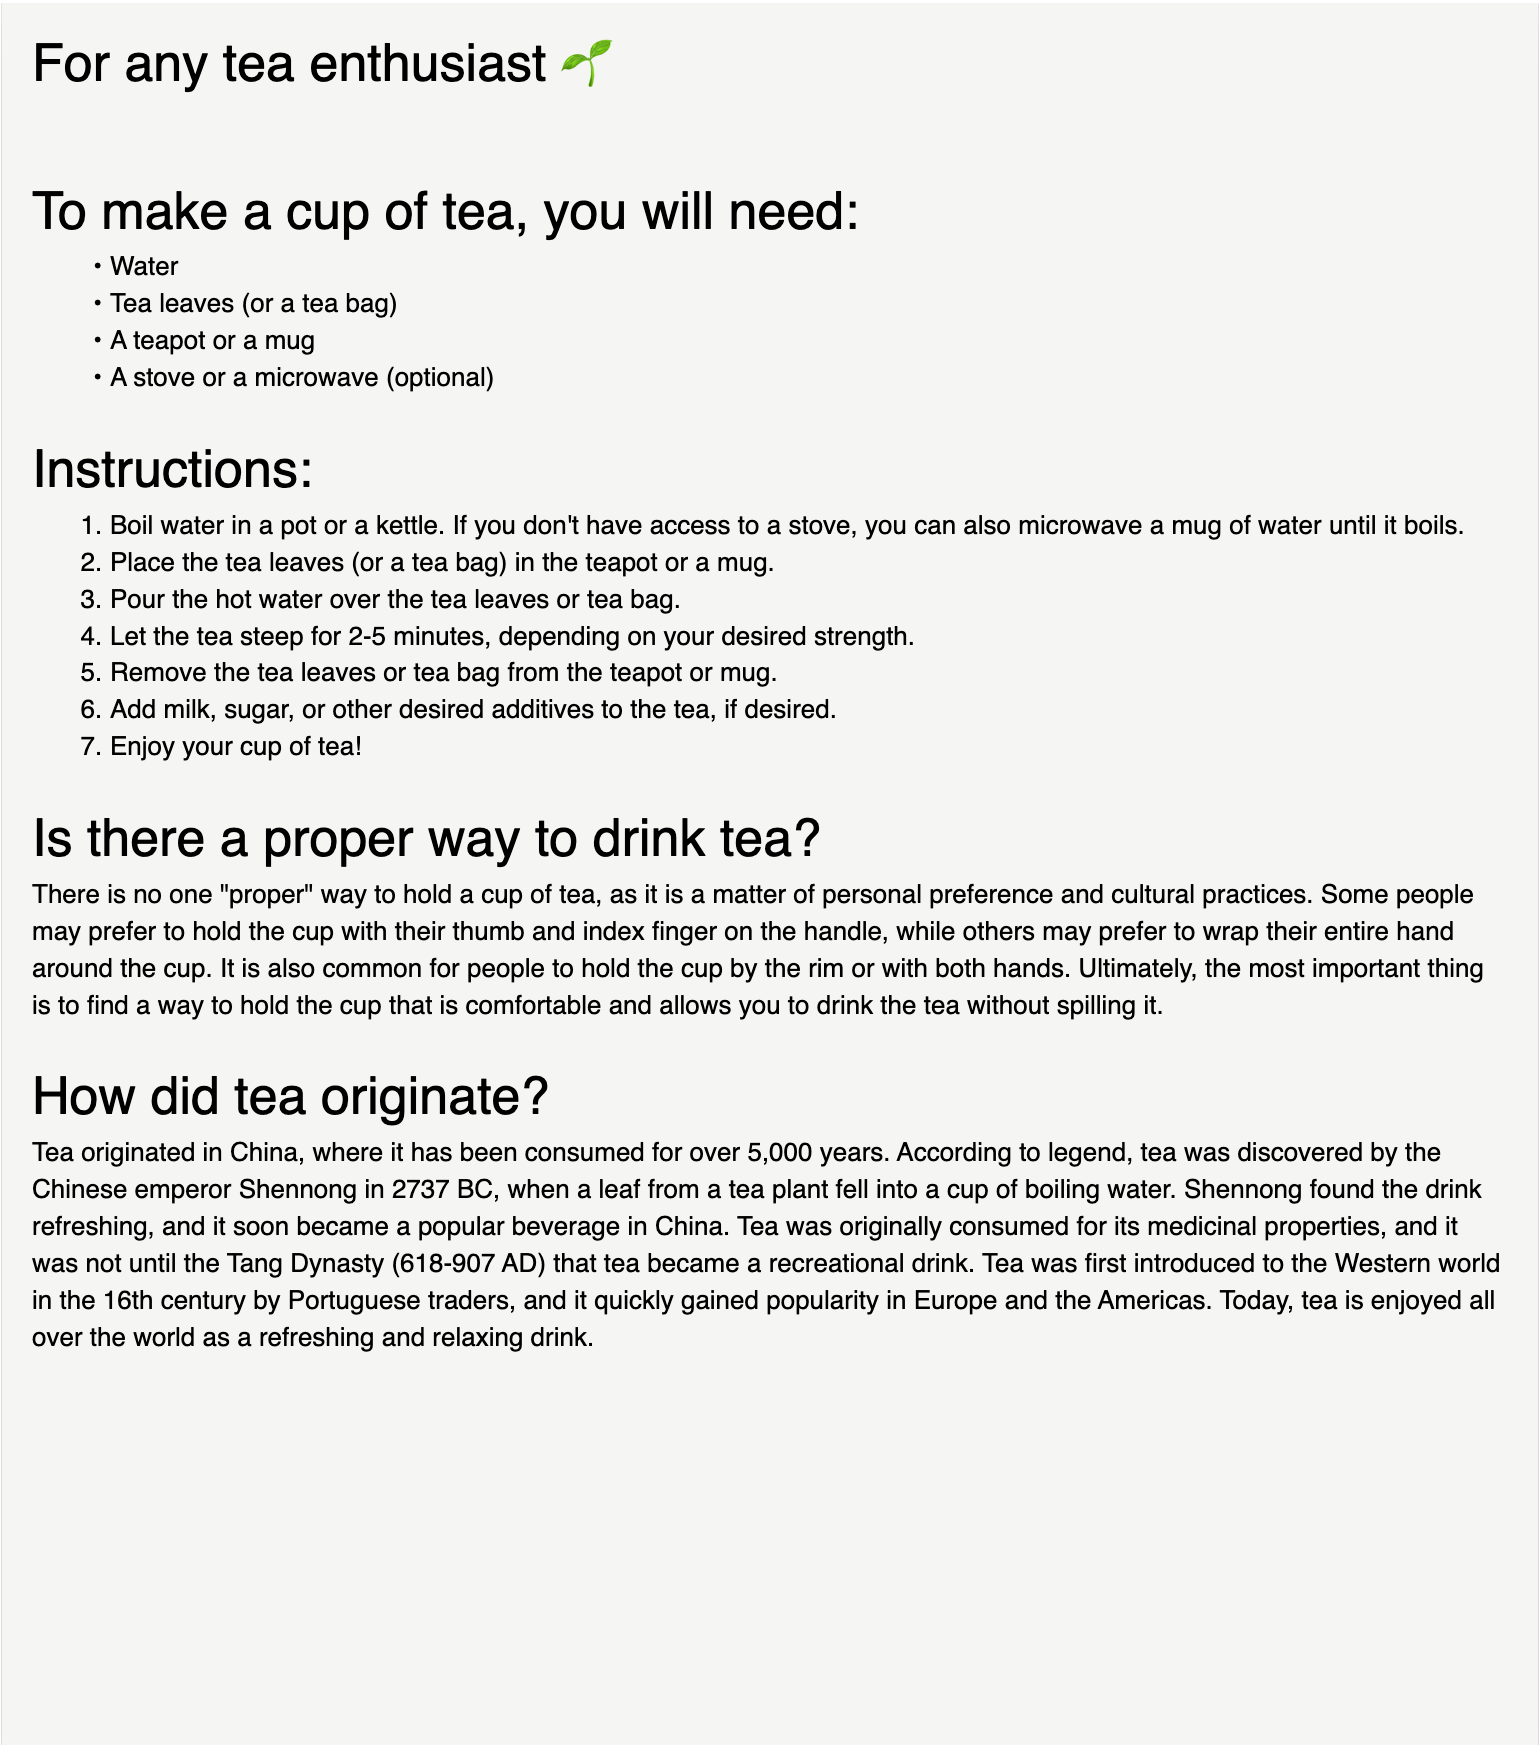 For any tea enthusiast 🌱
To make a cup of tea, you will need:
• Water
• Tea leaves (or a tea bag)
• A teapot or a mug
• A stove or a microwave (optional)
Instructions:
1. Boil water in a pot or a kettle. If you don't have access to a stove, you can also microwave a mug of water until it boils.
2. Place the tea leaves (or a tea bag) in the teapot or a mug.
3. Pour the hot water over the tea leaves or tea bag.
4. Let the tea steep for 2-5 minutes, depending on your desired strength.
5. Remove the tea leaves or tea bag from the teapot or mug.
6. Add milk, sugar, or other desired additives to the tea, if desired.
7. Enjoy your cup of tea!
Is there a proper way to drink tea?
There is no one "proper" way to hold a cup of tea, as it is a matter of personal preference and cultural practices. Some people
may prefer to hold the cup with their thumb and index finger on the handle, while others may prefer to wrap their entire hand
around the cup. It is also common for people to hold the cup by the rim or with both hands. Ultimately, the most important thing
is to find a way to hold the cup that is comfortable and allows you to drink the tea without spilling it.
How did tea originate?
Tea originated in China, where it has been consumed for over 5,000 years. According to legend, tea was discovered by the
Chinese emperor Shennong in 2737 BC, when a leaf from a tea plant fell into a cup of boiling water. Shennong found the drink
refreshing, and it soon became a popular beverage in China. Tea was originally consumed for its medicinal properties, and it
was not until the Tang Dynasty (618-907 AD) that tea became a recreational drink. Tea was first introduced to the Western world
in the 16th century by Portuguese traders, and it quickly gained popularity in Europe and the Americas. Today, tea is enjoyed all
over the world as a refreshing and relaxing drink.